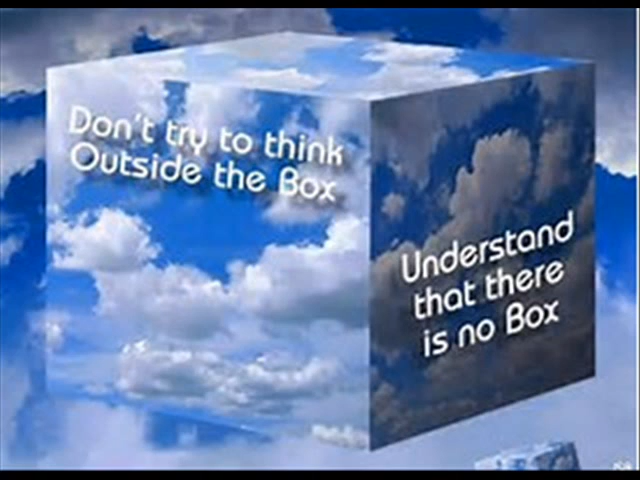 Don't try to think
Outside the Box
Understand
that there
is no Box